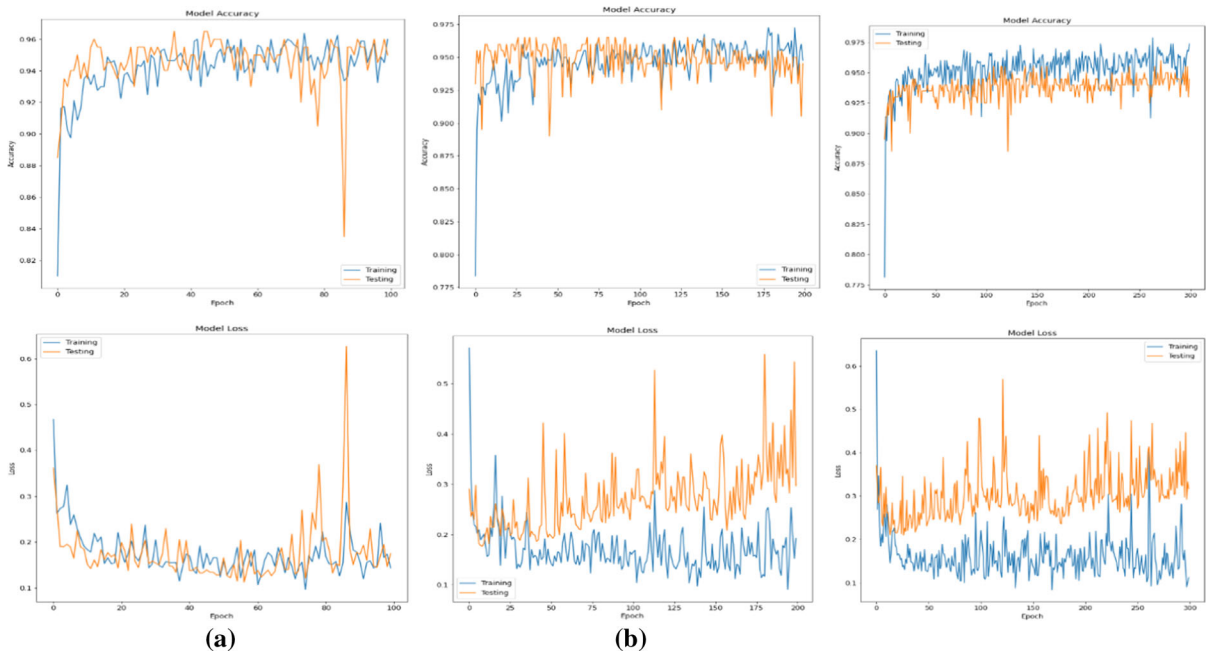 Model Accuracy
0.96
0.94
0.92
0.90
0.88
0.86
0.84
0.82
Accuracy
0 20 40 60 80 100
Epoch
Training
Testing
Model Accuracy
0.975
0.950
0.925
0.900
0.875
0.850
0.825
0.800
0.775
Accuracy
0 25 50 75 100 125 150 175 200
Epoch
Training
Testing
Model Accuracy
0.975
0.950
0.925
0.900
0.875
0.850
0.825
0.800
0.775
Accuracy
0 50 100 150 200 250 300
Epoch
Training
Testing
Model Loss
0.6
0.5
0.4
0.3
0.2
0.1
Loss
0 20 40 60 80 100
Epoch
Training
Testing
Model Loss
0.5
0.4
0.3
0.2
0.1
Loss
0 25 50 75 100 125 150 175 200
Epoch
Training
Testing
Model Loss
0.6
0.5
0.4
0.3
0.2
0.1
Loss
0 50 100 150 200 250 300
Epoch
Training
Testing
(a) (b)